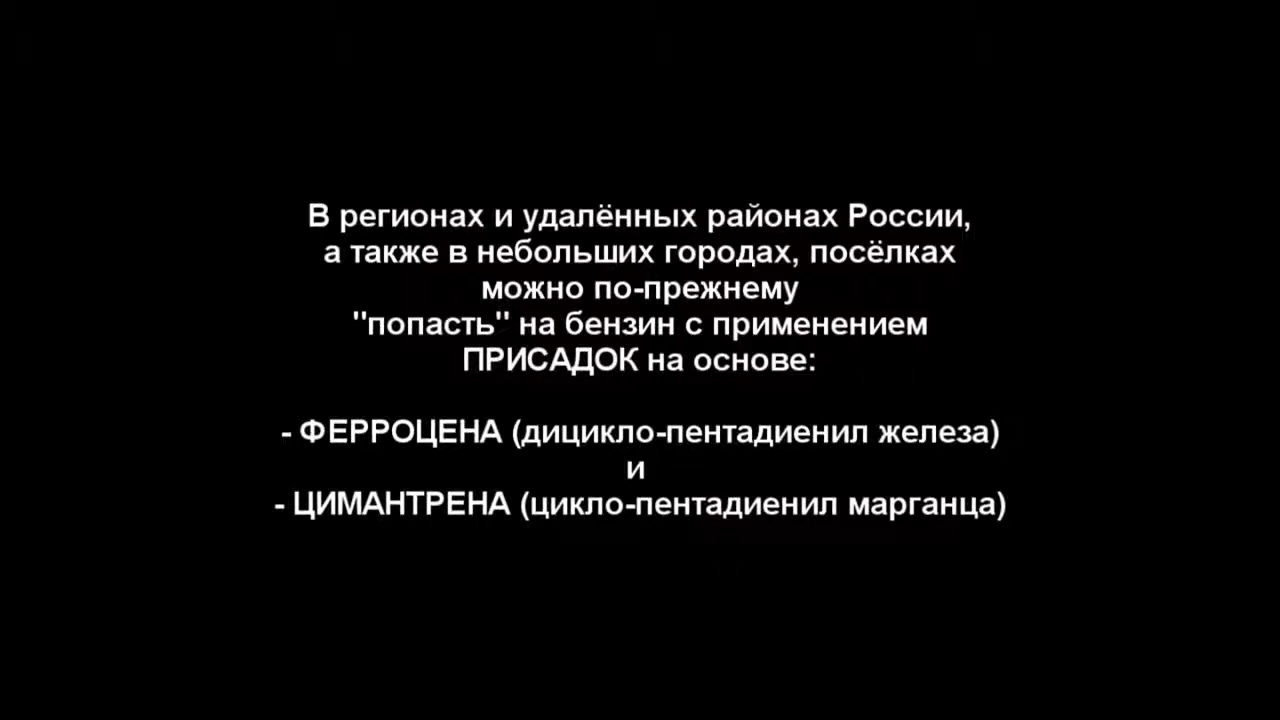 В регионах и удалённых районах России,
а также в небольших городах, посёлках
можно по-прежнему
"попасть" на бензин с применением
ПРИСАДОК на основе:
- ФЕРРОЦЕНА (дицикло-пентадиенил железа)
и
- ЦИМАНТРЕНА (цикло-пентадиенил марганца)